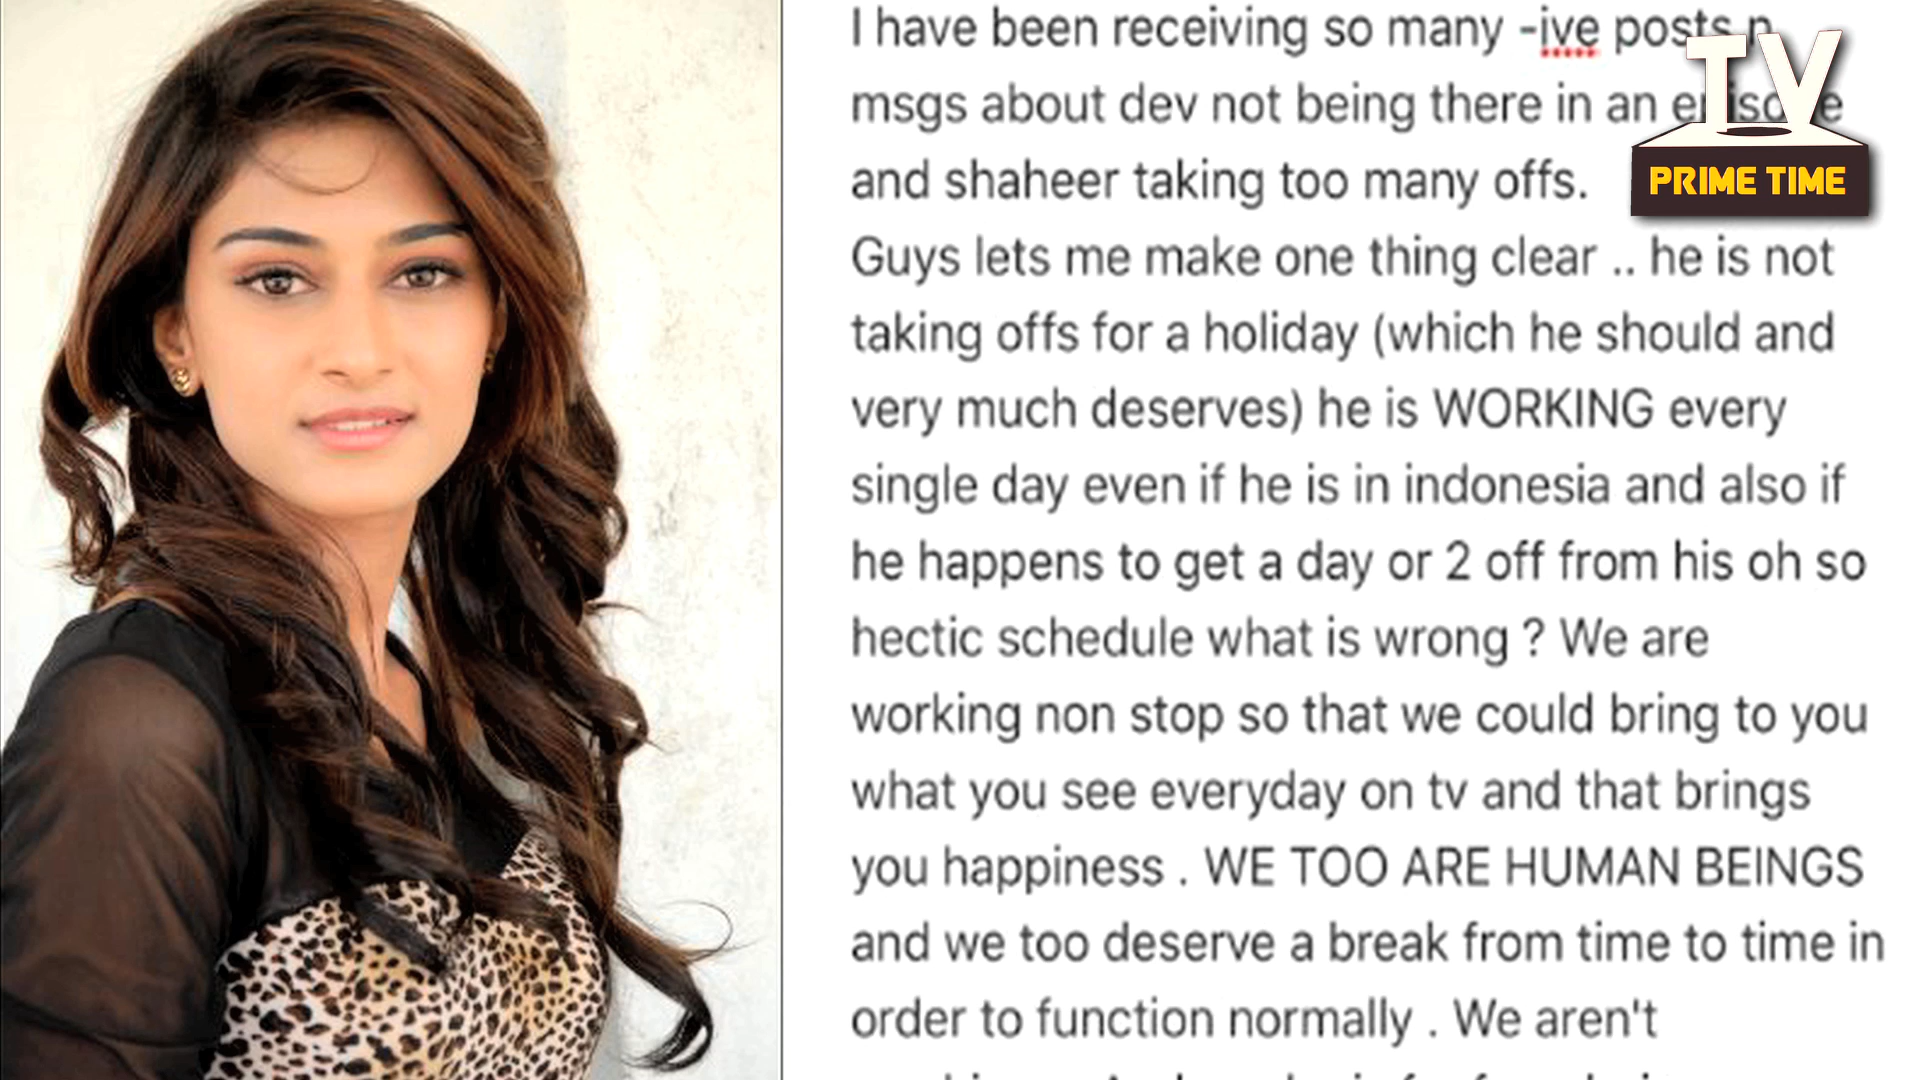 I have been receiving so many -ive posts n
msgs about dev not being there in an episode
and shaheer taking too many offs.
Guys lets me make one thing clear .. he is not
taking offs for a holiday (which he should and
very much deserves) he is WORKING every
single day even if he is in indonesia and also if
he happens to get a day or 2 off from his oh so
hectic schedule what is wrong ? We are
working non stop so that we could bring to you
what you see everyday on tv and that brings
you happiness . WE TOO ARE HUMAN BEINGS
and we too deserve a break from time to time in
order to function normally . We aren't
TV
PRIME TIME